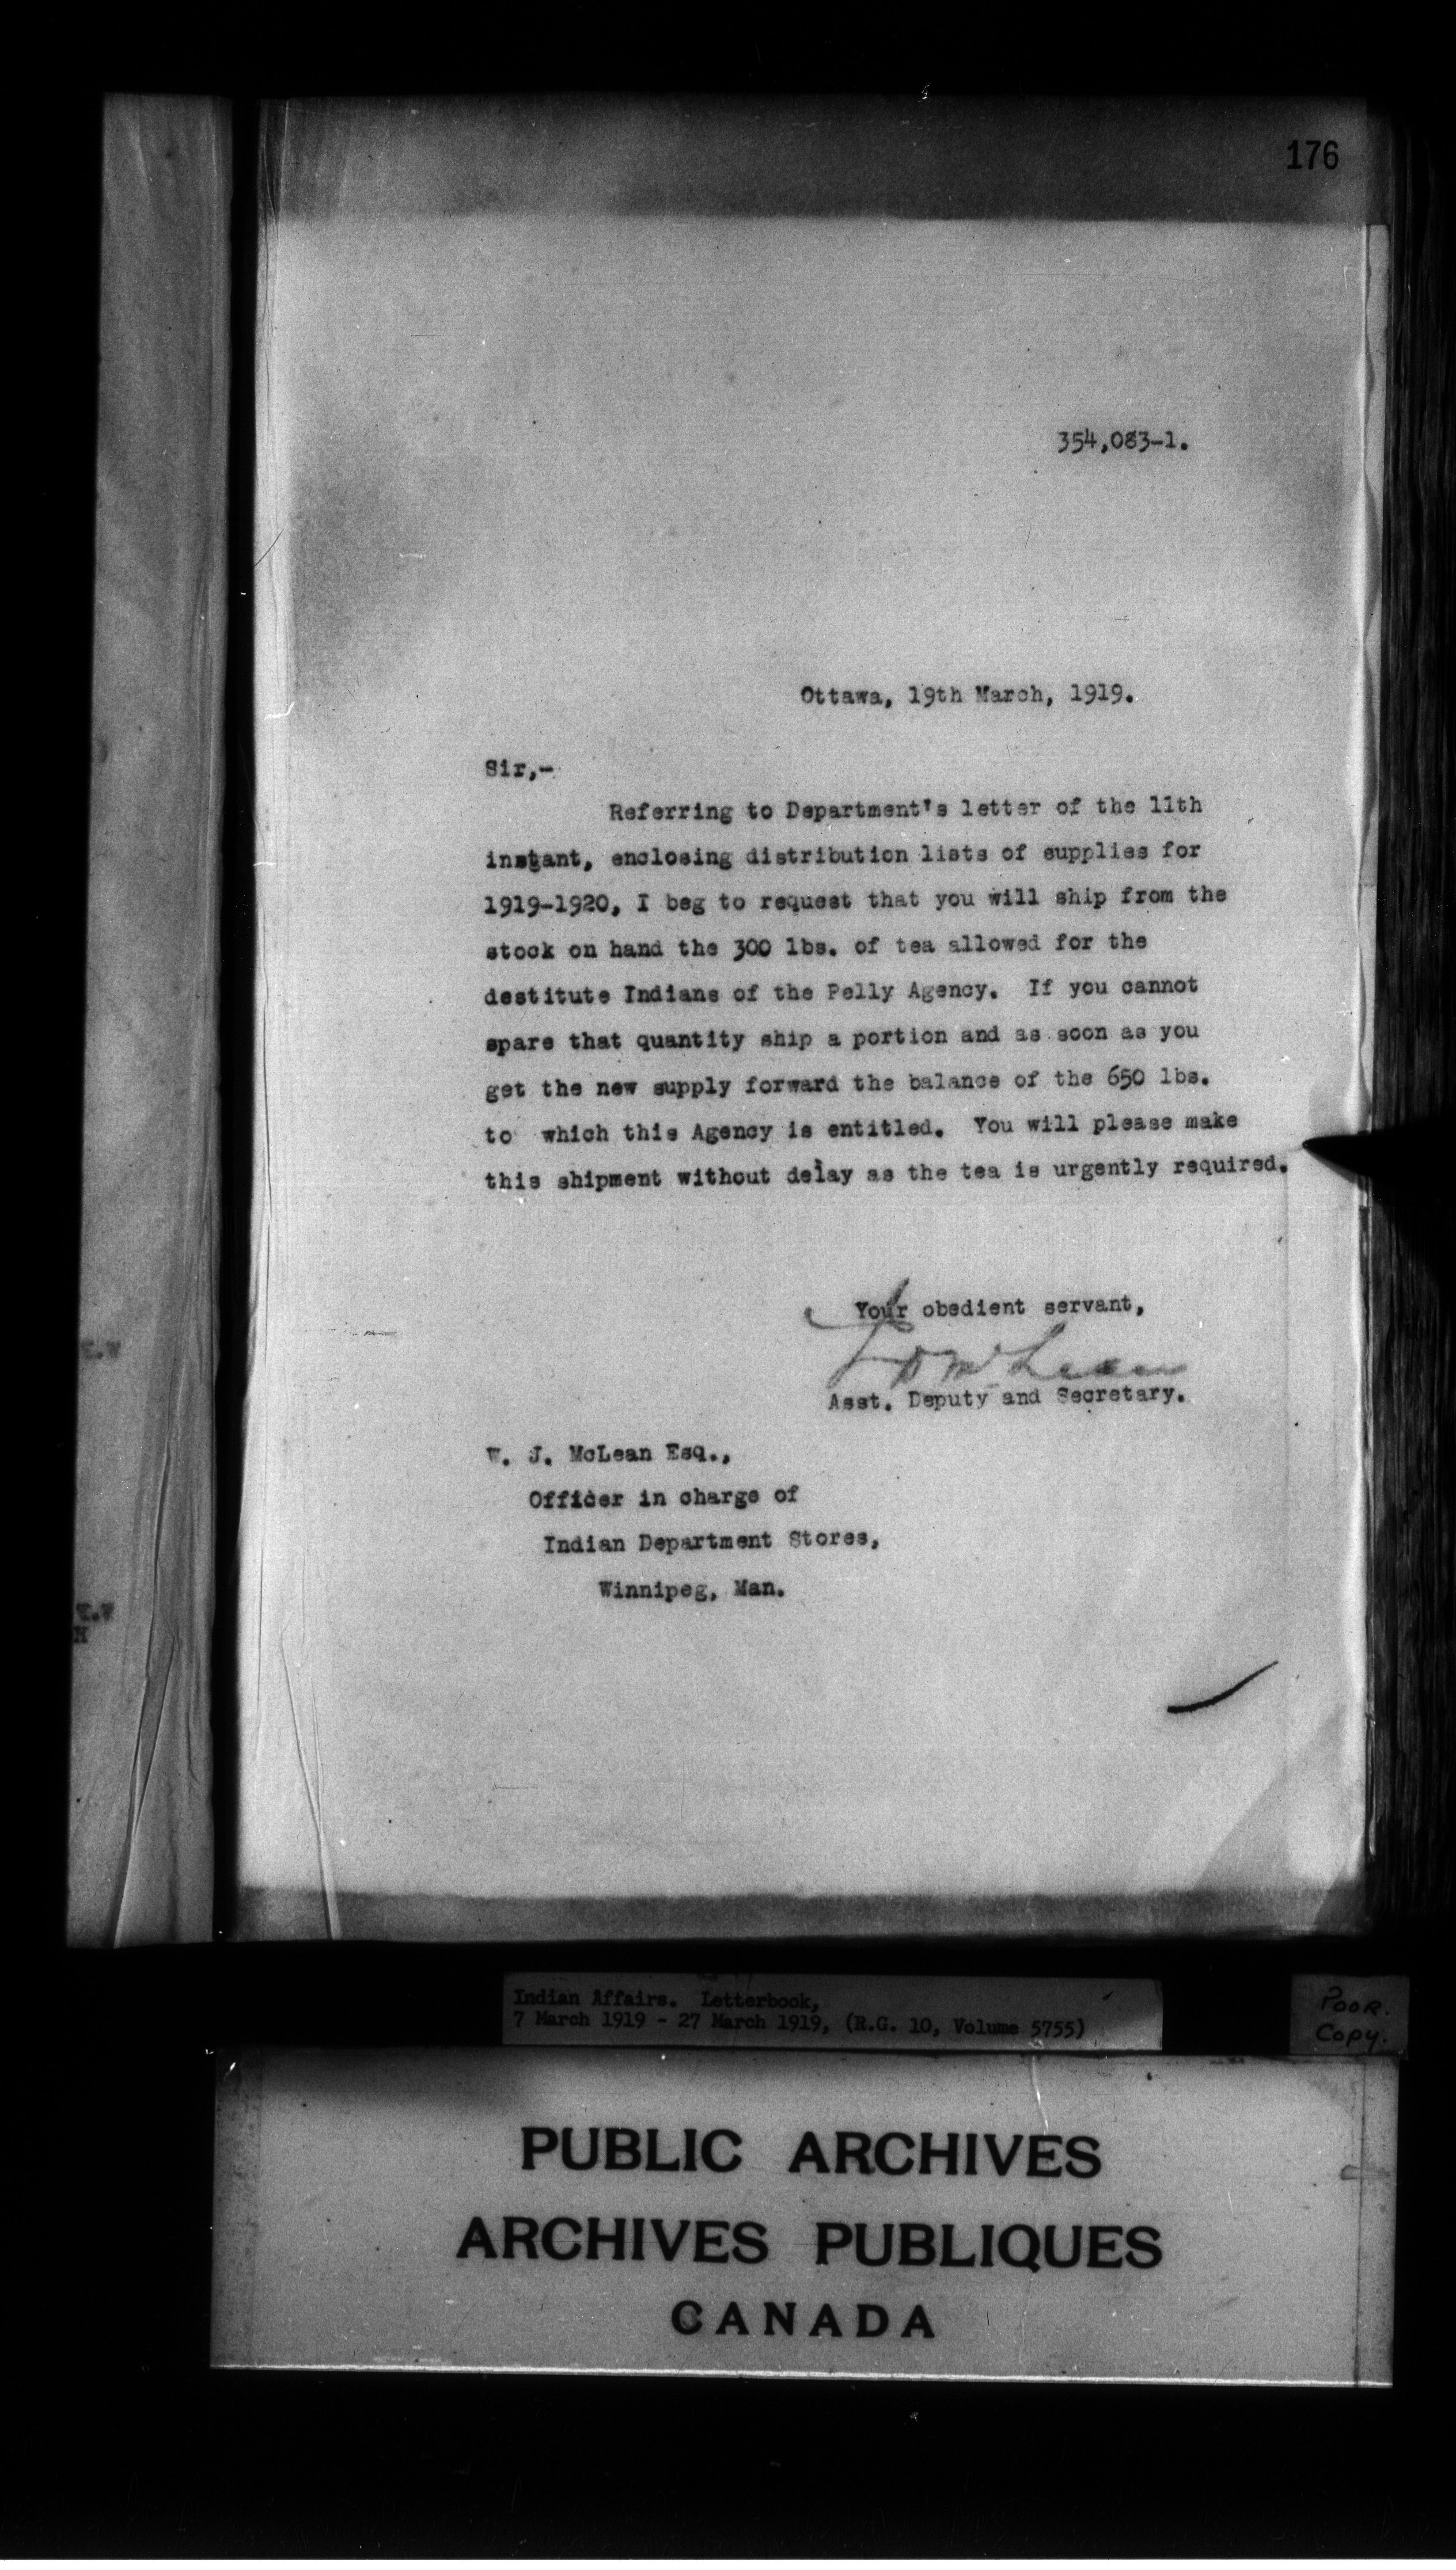 176
354,083-1.
Ottawa, 19th March, 1919.
Sir,-
Referring to Department's letter of the 11th
instant, enclosing distribution lists of supplies for
1919-1920, I beg to request that you will ship from the
stock on hand the 300 lbs. of tea allowed for the
destitute Indians of the Pelly Agency. If you cannot
spare that quantity ship a portion and as soon as you
get the new supply forward the balance of the 650 lbs.
to which this Agency is entitled. You will please make
this shipment without delay as the tea is urgently required.
Your obedient servant,
Asst. Deputy and Secretary.
W. J. McLean Esq.,
Officer in charge of
Indian Department Stores,
Winnipeg, Man.
Indian Affairs. Letterbook,
7 March 1919 - 27 March 1919, (R.G. 10, Volume 5755)
POOR.
Copy.
PUBLIC ARCHIVES
ARCHIVES PUBLIQUES
CANADA